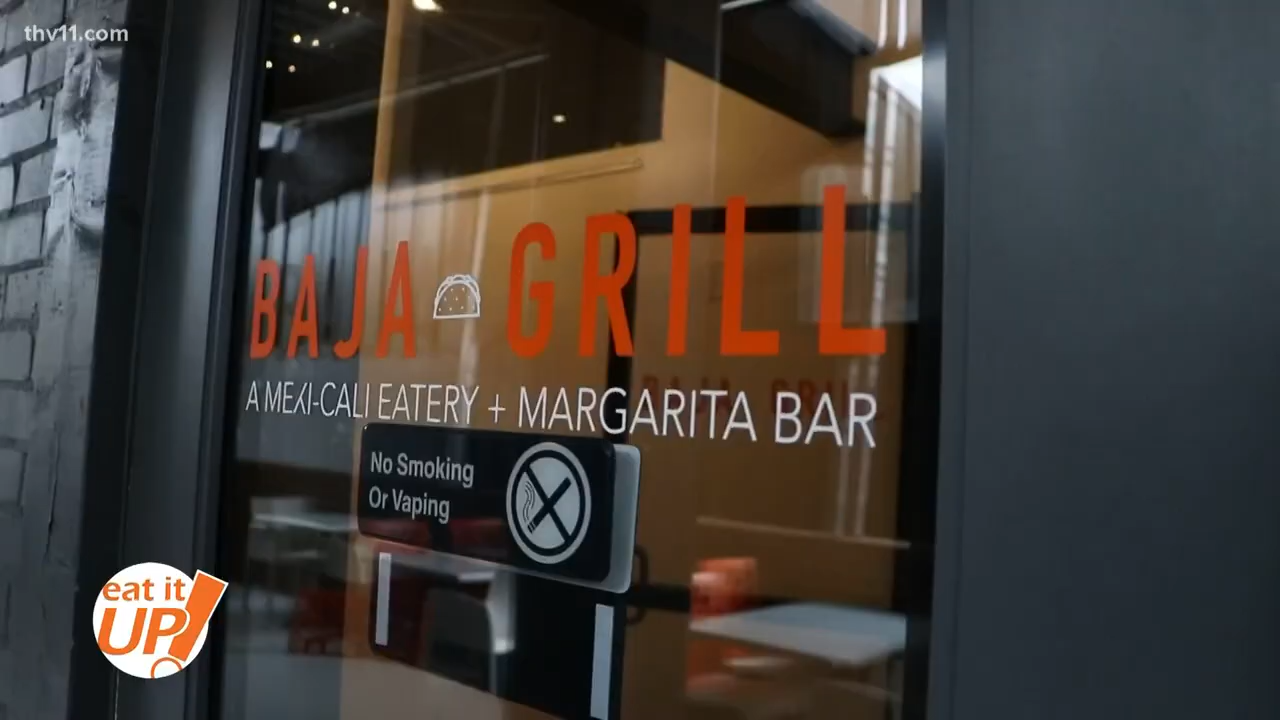 thv11.com
BAJA GRILL
A MEXI-CALI EATERY + MARGARITA BAR
No Smoking
Or Vaping
eat it
UP!